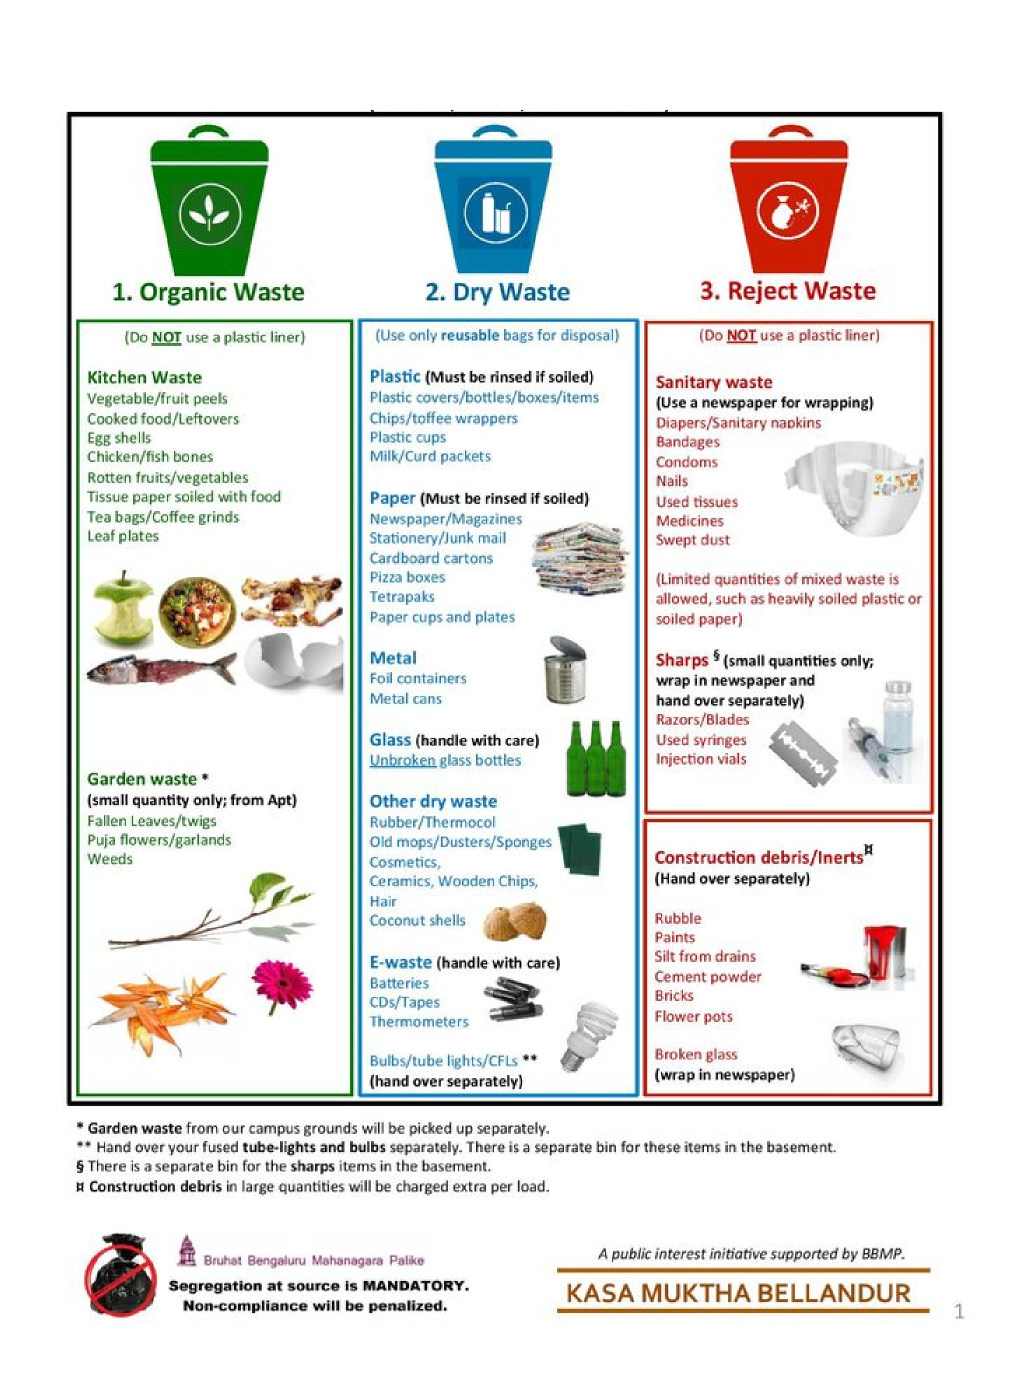 1. Organic Waste
(Do NOT use a plastic liner)
Kitchen Waste
Vegetable/fruit peels
Cooked food/Leftovers
Egg shells
Chicken/fish bones
Rotten fruits/vegetables
Tissue paper soiled with food
Tea bags/Coffee grinds
Leaf plates
Garden waste *
(small quantity only; from Apt)
Fallen Leaves/twigs
Puja flowers/garlands
Weeds
2. Dry Waste
(Use only reusable bags for disposal)
Plastic (Must be rinsed if soiled)
Plastic covers/bottles/boxes/items
Chips/toffee wrappers
Plastic cups
Milk/Curd packets
Paper (Must be rinsed if soiled)
Newspaper/Magazines
Stationery/Junk mail
Cardboard cartons
Pizza boxes
Tetrapaks
Paper cups and plates
Metal
Foil containers
Metal cans
Glass (handle with care)
Unbroken glass bottles
Other dry waste
Rubber/Thermocol
Old mops/Dusters/Sponges
Cosmetics,
Ceramics, Wooden Chips,
Hair
Coconut shells
E-waste (handle with care)
Batteries
CDs/Tapes
Thermometers
Bulbs/tube lights/CFLs **
(hand over separately)
3. Reject Waste
(Do NOT use a plastic liner)
Sanitary waste
(Use a newspaper for wrapping)
Diapers/Sanitary napkins
Bandages
Condoms
Nails
Used tissues
Medicines
Swept dust
(Limited quantities of mixed waste is
allowed, such as heavily soiled plastic or
soiled paper)
Sharps § (small quantities only;
wrap in newspaper and
hand over separately)
Razors/Blades
Used syringes
Injection vials
Construction debris/Inerts¤
(Hand over separately)
Rubble
Paints
Silt from drains
Cement powder
Bricks
Flower pots
Broken glass
(wrap in newspaper)
* Garden waste from our campus grounds will be picked up separately.
** Hand over your fused tube-lights and bulbs separately. There is a separate bin for these items in the basement.
§ There is a separate bin for the sharps items in the basement.
¤ Construction debris in large quantities will be charged extra per load.
Bruhat Bengaluru Mahanagara Palike
Segregation at source is MANDATORY.
Non-compliance will be penalized.
A public interest initiative supported by BBMP.
KASA MUKTHA BELLANDUR
1